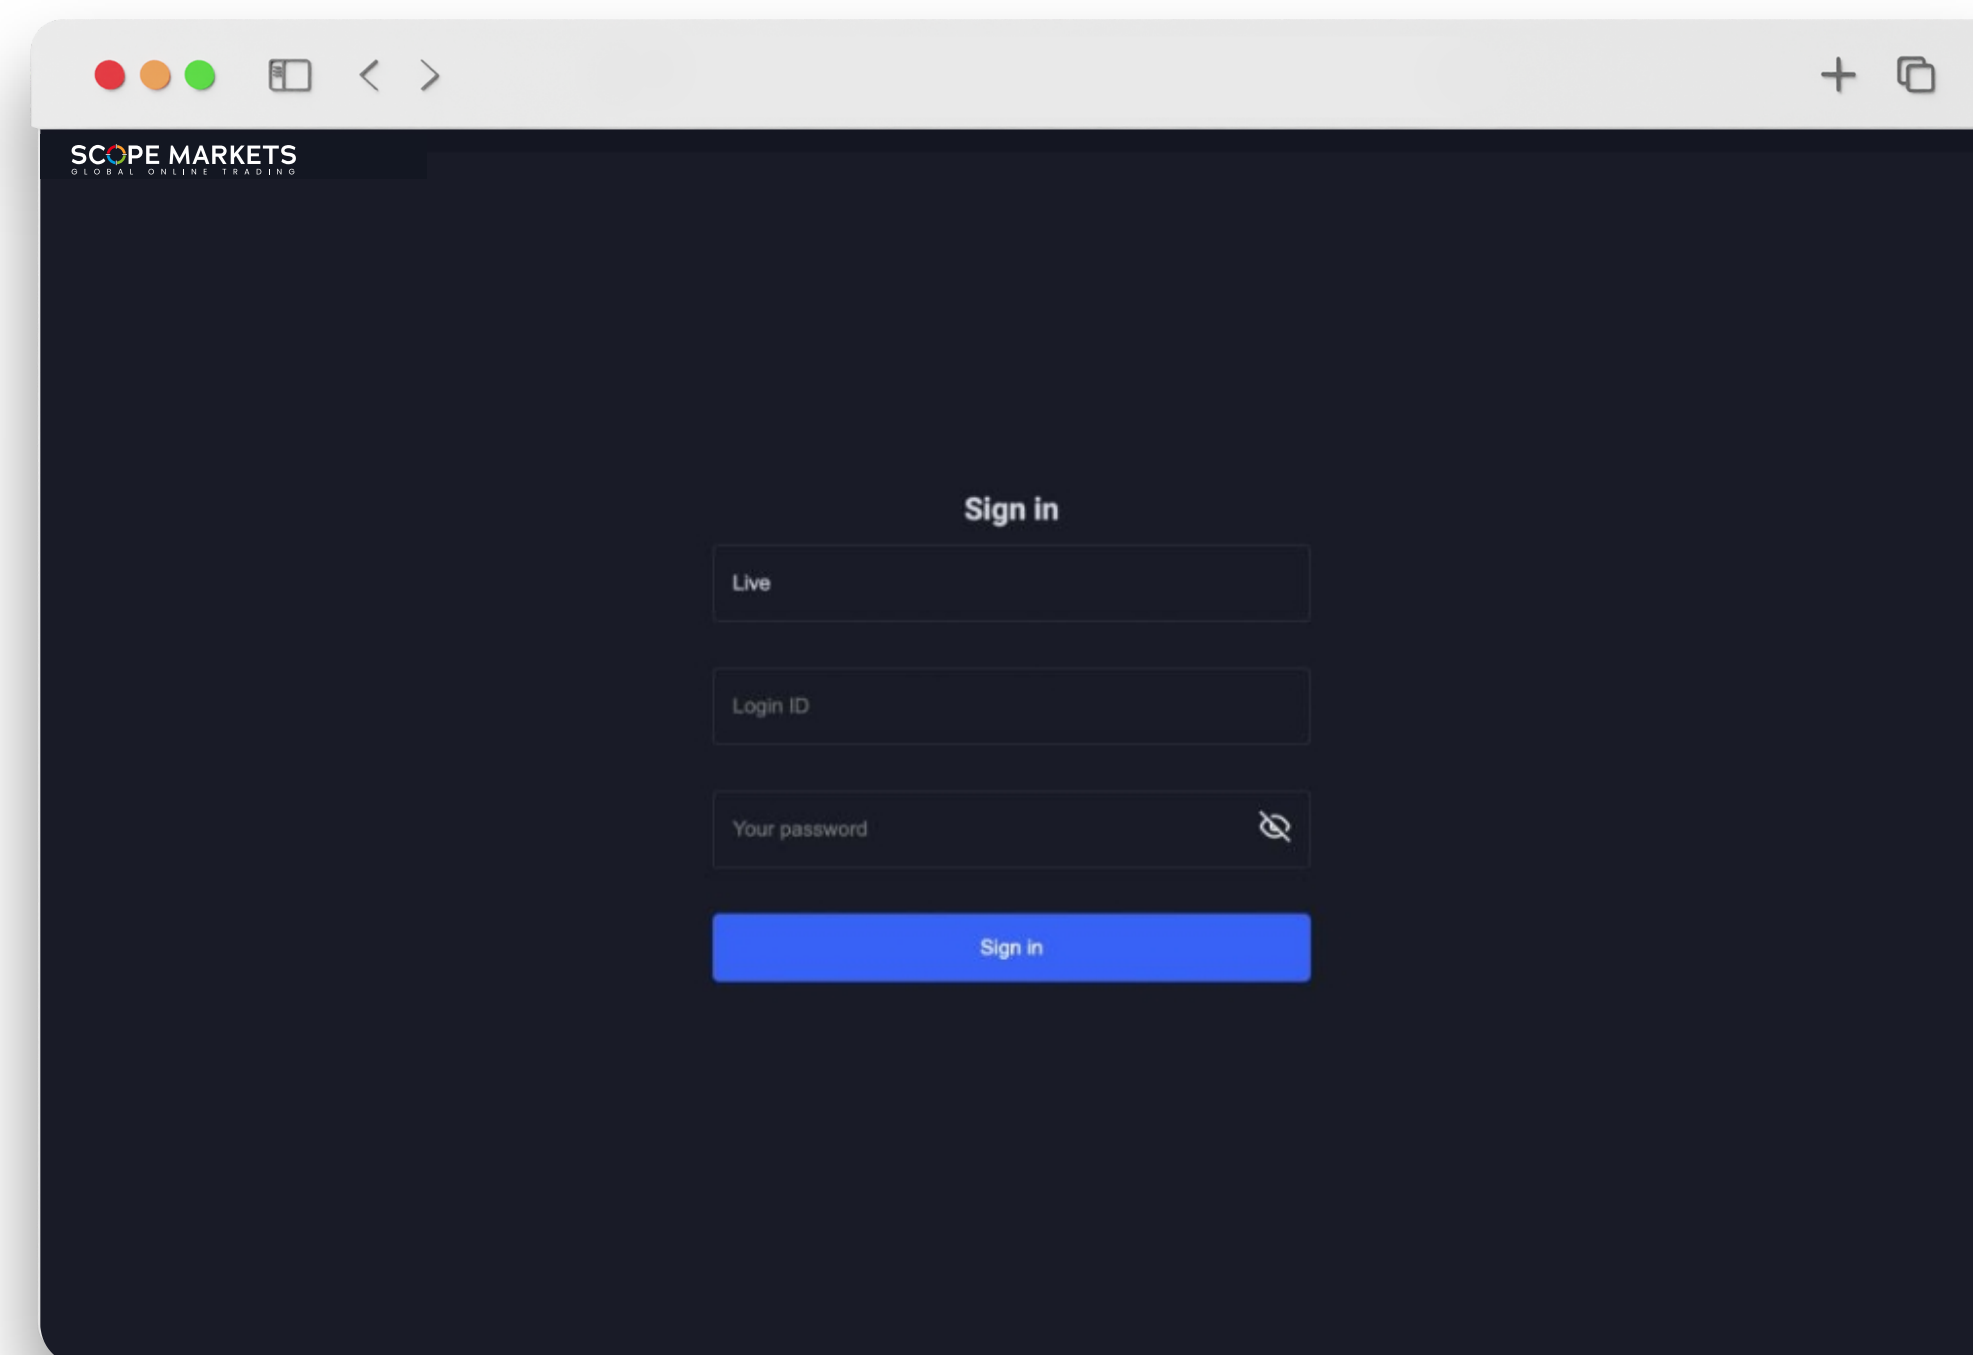 SCOPE MARKETS
GLOBAL ONLINE TRADING
Sign in
Live
Login ID
Your password
Sign in